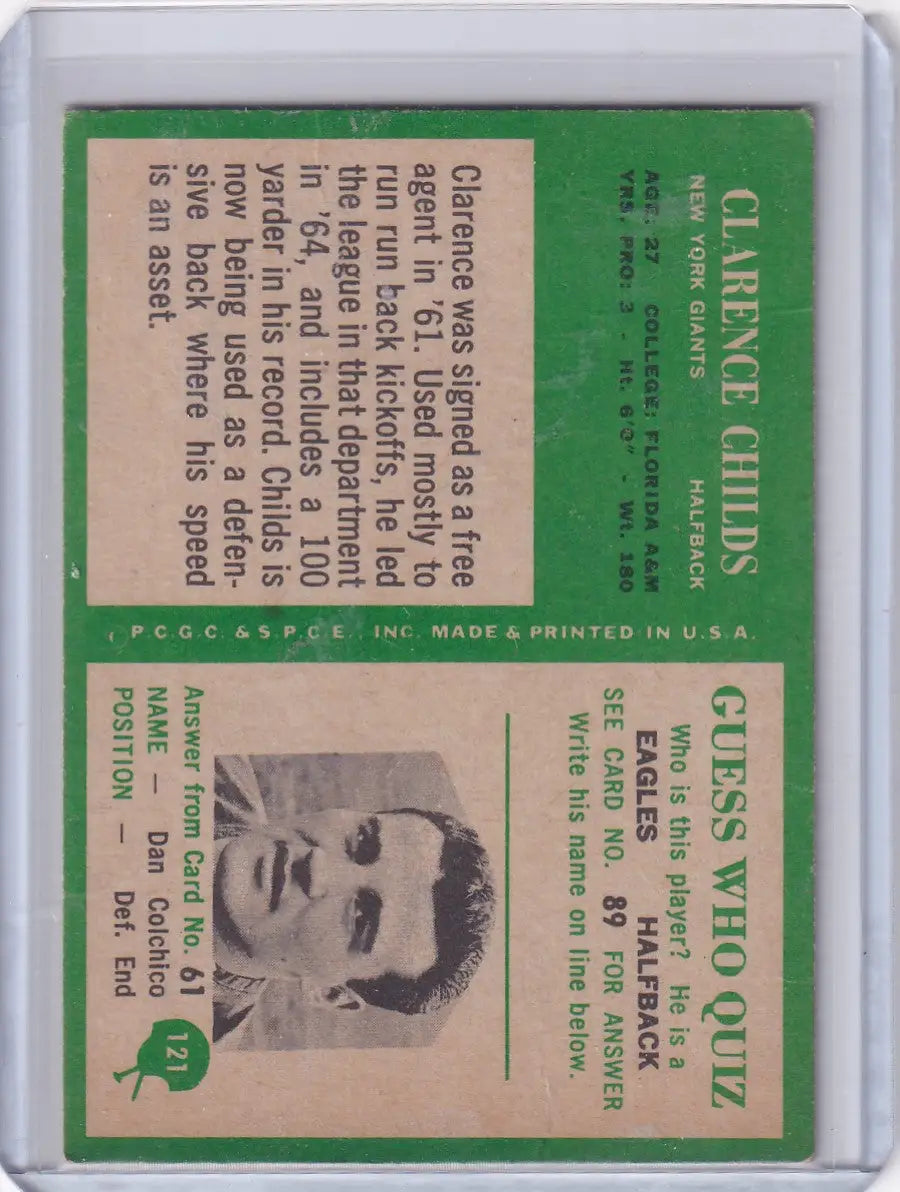 CLARENCE CHILDS
NEW YORK GIANTS HALFBACK
AGE: 27 COLLEGE: FLORIDA A&M
YRS. PRO: 3 - Ht. 6'0" - Wt. 180
Clarence was signed as a free
agent in '61. Used mostly to
run run back kickoffs, he led
the league in that department
in '64, and includes a 100
yarder in his record. Childs is
now being used as a defen-
sive back where his speed
is an asset.
P.C.G.C. & S.P.C.E., INC. MADE & PRINTED IN U.S.A.
GUESS WHO QUIZ
Who is this player? He is a
EAGLES HALFBACK
SEE CARD NO. 89 FOR ANSWER
Write his name on line below.
Answer from Card No. 61
NAME — Dan Colchico
POSITION — Def. End
121